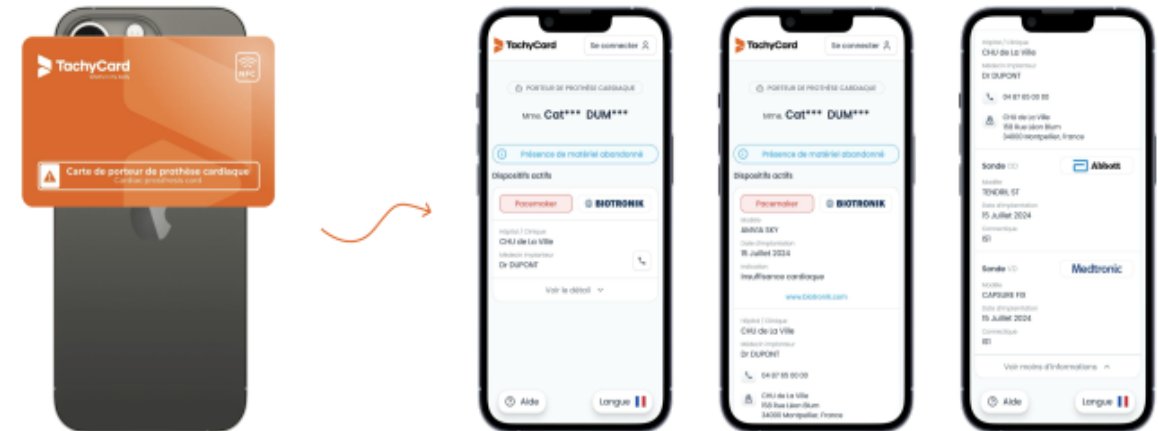 TachyCard
NFC
Carte de porteur de prothèse cardiaque
Cardiac prosthesis card
TachyCard
Se connecter
PORTEUR DE PROTHÈSE CARDIAQUE
Mme. Cat*** DUM***
Présence de matériel abandonné
Dispositifs actifs
Pacemaker
BIOTRONIK
Hôpital / Clinique
CHU de La Ville
Médecin implanteur
Dr DUPONT
Voir le détail
Aide
Langue
TachyCard
Se connecter
PORTEUR DE PROTHÈSE CARDIAQUE
Mme. Cat*** DUM***
Présence de matériel abandonné
Dispositifs actifs
Pacemaker
BIOTRONIK
Modèle
AMVIA SKY
Date d'implantation
15 Juillet 2024
Indication
Insuffisance cardiaque
www.biotronik.com
Hôpital / Clinique
CHU de La Ville
Médecin implanteur
Dr DUPONT
04 67 65 00 00
CHU de La Ville
158 Rue Léon Blum
34000 Montpellier, France
Hôpital / Clinique
CHU de La Ville
Médecin implanteur
Dr DUPONT
04 67 65 00 00
CHU de La Ville
158 Rue Léon Blum
34000 Montpellier, France
Sonde OD
Abbott
Modèle
TENDRIL ST
Date d'implantation
15 Juillet 2024
Connectique
IS1
Sonde VD
Medtronic
Modèle
CAPSURE FIX
Date d'implantation
15 Juillet 2024
Connectique
IS1
Voir moins d'informations
Aide
Langue